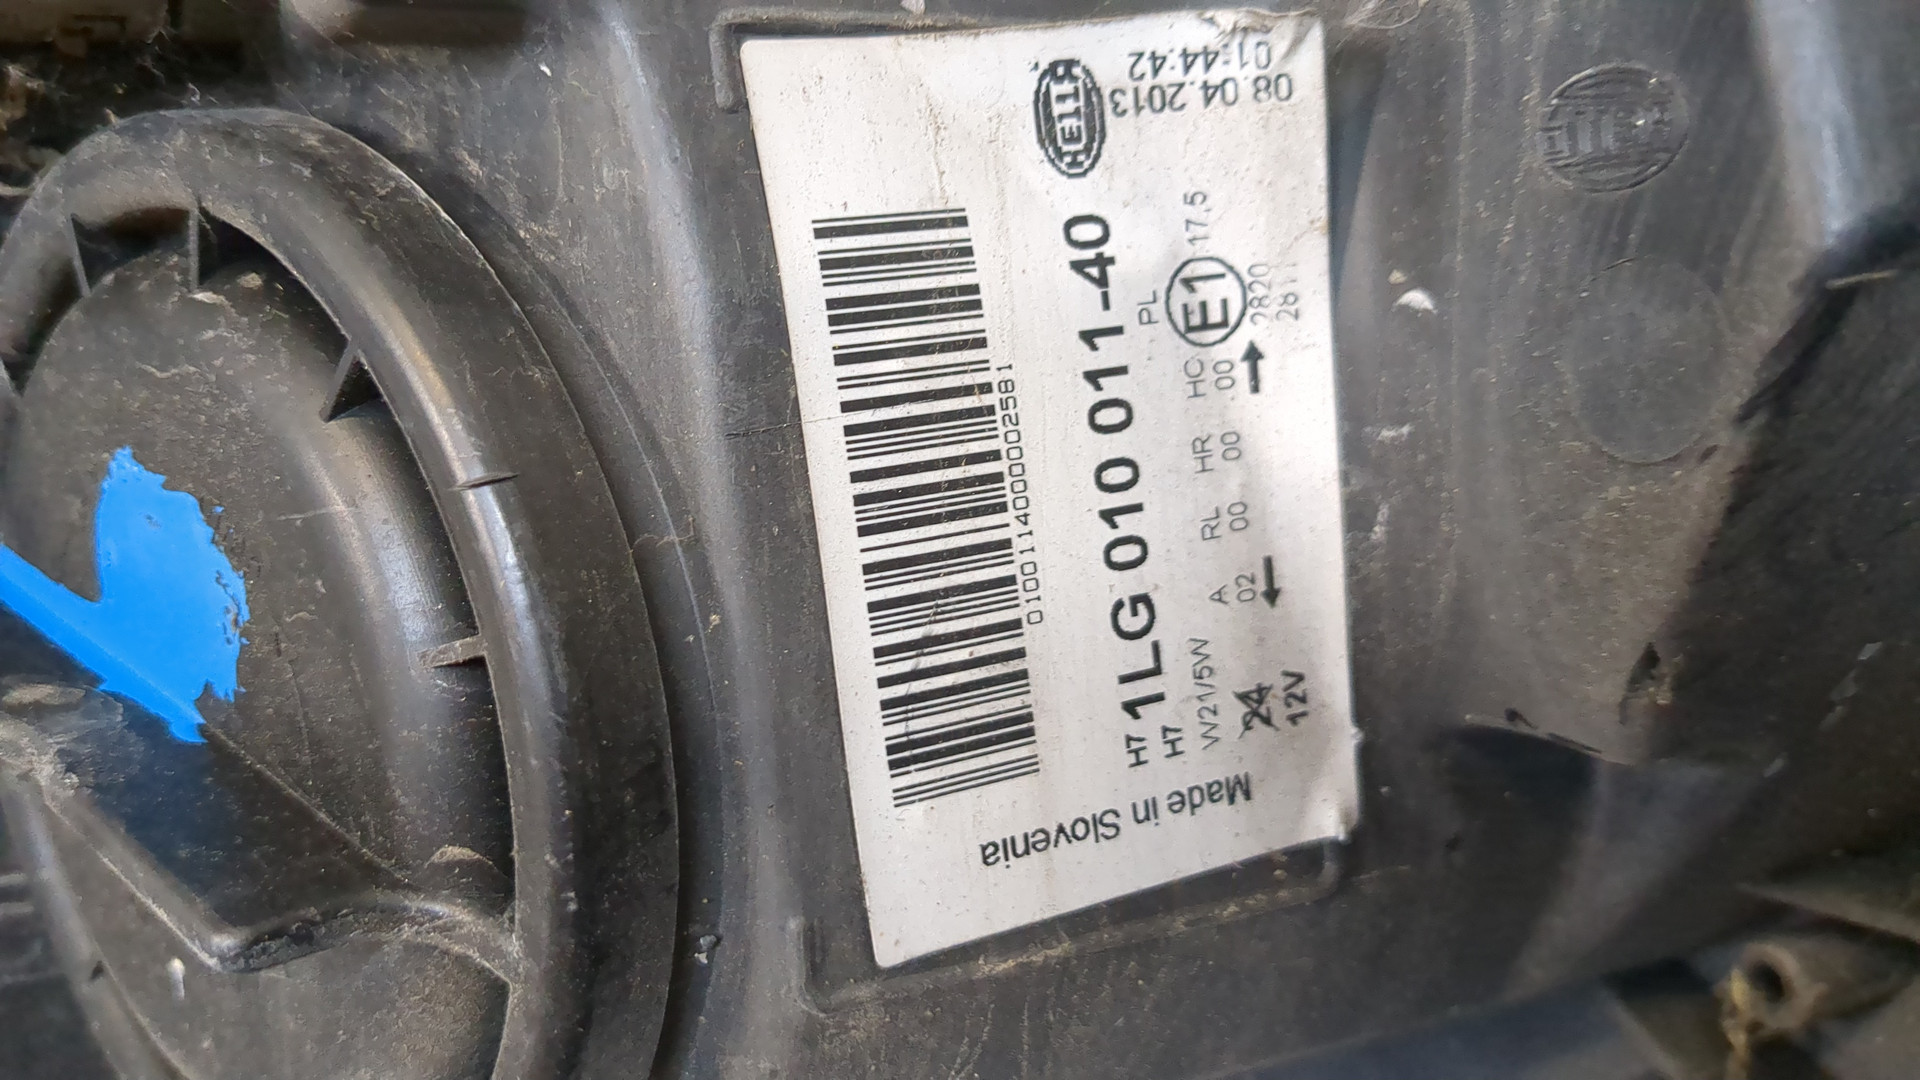 HELLA
08.04.2013
01:44:42
0100114000002581
H7 1LG 010 011-40
H7 PL
W21/5W A RL HR HC E1 17,5
02 00 00 .00
24
12V 2820
Made in Slovenia
HELLA